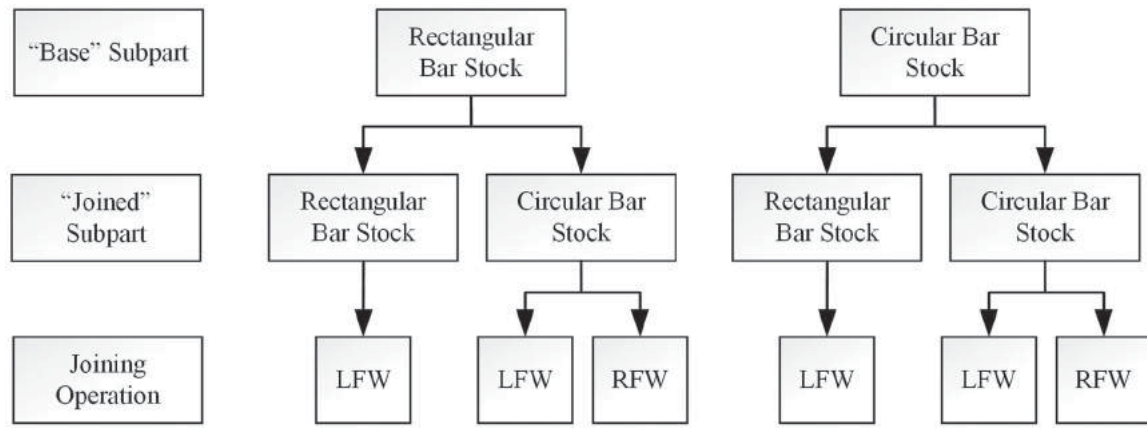 “Base” Subpart
Rectangular
Bar Stock
Circular Bar
Stock
“Joined”
Subpart
Rectangular
Bar Stock
Circular Bar
Stock
Rectangular
Bar Stock
Circular Bar
Stock
Joining
Operation
LFW
LFW
RFW
LFW
LFW
RFW